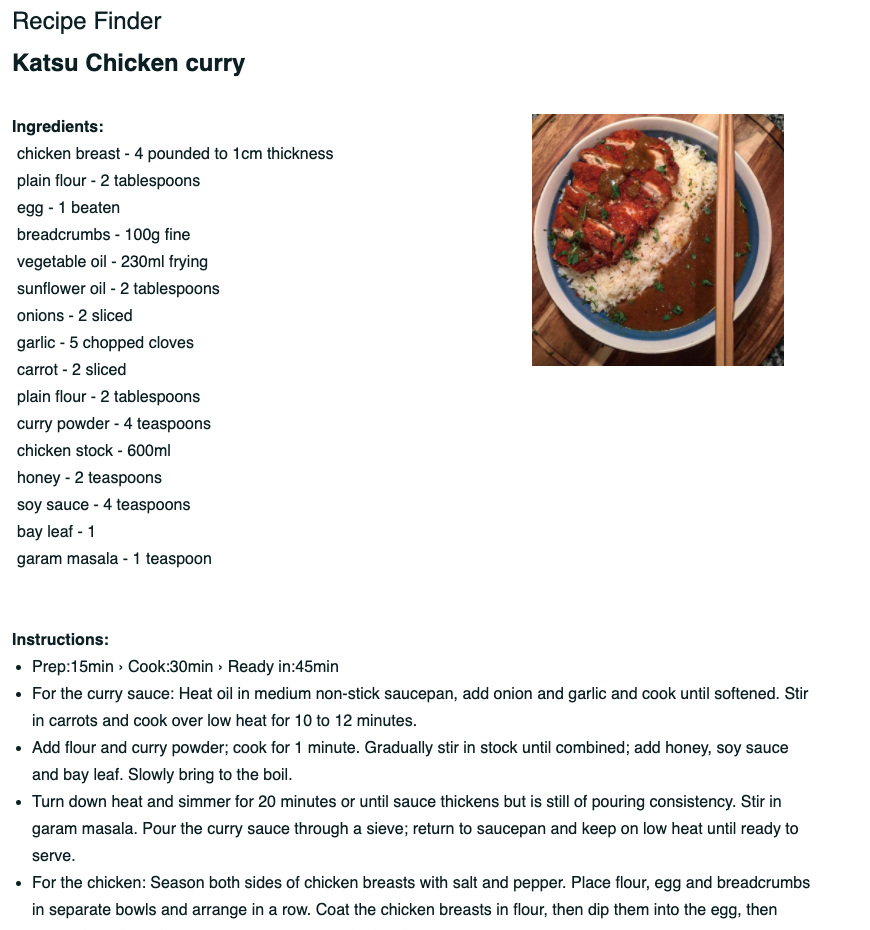 Recipe Finder
Katsu Chicken curry
Ingredients:
chicken breast - 4 pounded to 1cm thickness
plain flour - 2 tablespoons
egg - 1 beaten
breadcrumbs - 100g fine
vegetable oil - 230ml frying
sunflower oil - 2 tablespoons
onions - 2 sliced
garlic - 5 chopped cloves
carrot - 2 sliced
plain flour - 2 tablespoons
curry powder - 4 teaspoons
chicken stock - 600ml
honey - 2 teaspoons
soy sauce - 4 teaspoons
bay leaf - 1
garam masala - 1 teaspoon
Instructions:
• Prep:15min › Cook:30min › Ready in:45min
• For the curry sauce: Heat oil in medium non-stick saucepan, add onion and garlic and cook until softened. Stir
in carrots and cook over low heat for 10 to 12 minutes.
• Add flour and curry powder; cook for 1 minute. Gradually stir in stock until combined; add honey, soy sauce
and bay leaf. Slowly bring to the boil.
• Turn down heat and simmer for 20 minutes or until sauce thickens but is still of pouring consistency. Stir in
garam masala. Pour the curry sauce through a sieve; return to saucepan and keep on low heat until ready to
serve.
• For the chicken: Season both sides of chicken breasts with salt and pepper. Place flour, egg and breadcrumbs
in separate bowls and arrange in a row. Coat the chicken breasts in flour, then dip them into the egg, then